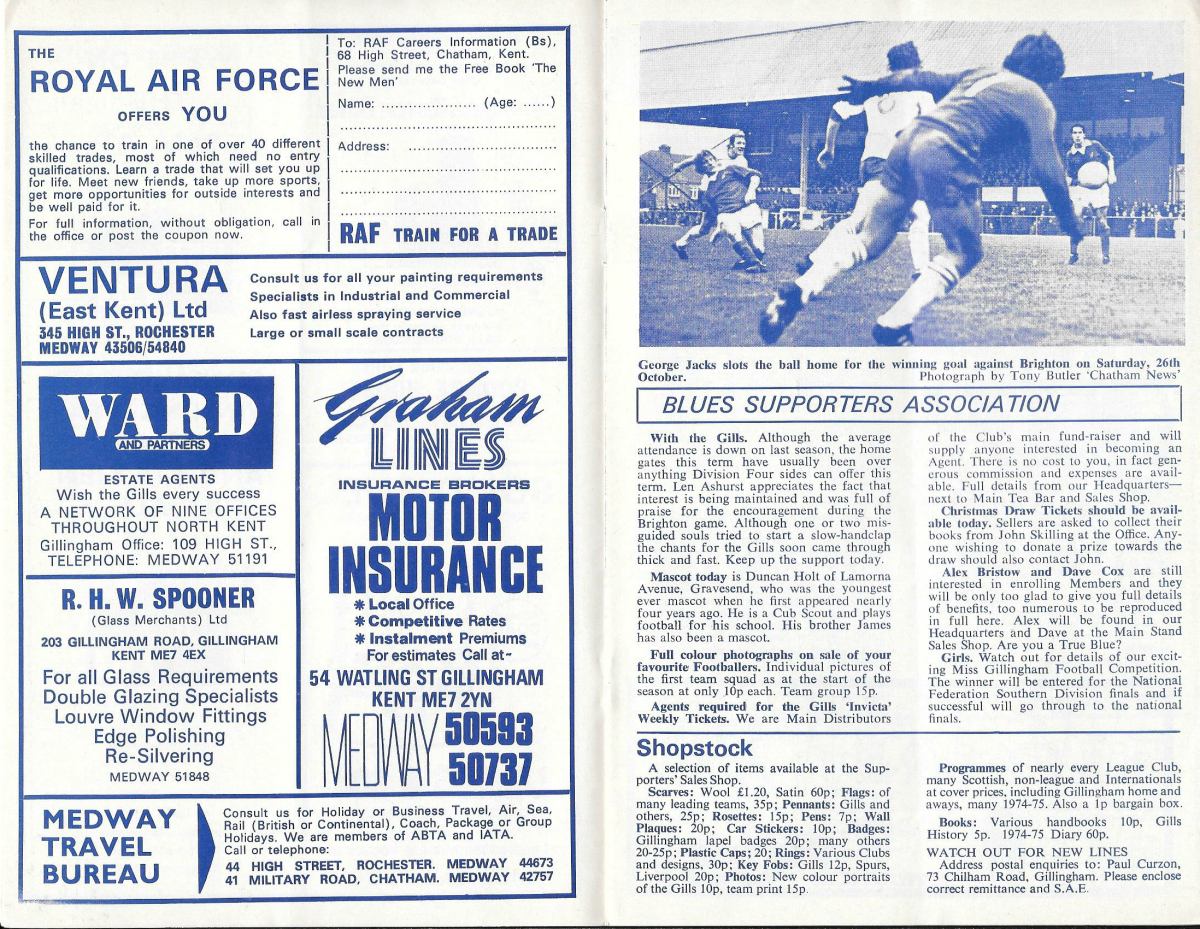 THE
ROYAL AIR FORCE
OFFERS YOU
the chance to train in one of over 40 different
skilled trades, most of which need no entry
qualifications. Learn a trade that will set you up
for life. Meet new friends, take up more sports,
get more opportunities for outside interests and
be well paid for it.
For full information, without obligation, call in
the office or post the coupon now.
To: RAF Careers Information (Bs),
68 High Street, Chatham, Kent.
Please send me the Free Book 'The
New Men'
Name: .................... (Age: ......)
Address:
RAF TRAIN FOR A TRADE
VENTURA
(East Kent) Ltd
345 HIGH ST., ROCHESTER
MEDWAY 43506/54840
Consult us for all your painting requirements
Specialists in Industrial and Commercial
Also fast airless spraying service
Large or small scale contracts
WARD
AND PARTNERS
ESTATE AGENTS
Wish the Gills every success
A NETWORK OF NINE OFFICES
THROUGHOUT NORTH KENT
Gillingham Office: 109 HIGH ST.,
TELEPHONE: MEDWAY 51191
R. H. W. SPOONER
(Glass Merchants) Ltd
203 GILLINGHAM ROAD, GILLINGHAM
KENT ME7 4EX
For all Glass Requirements
Double Glazing Specialists
Louvre Window Fittings
Edge Polishing
Re-Silvering
MEDWAY 51848
Graham
LINES
INSURANCE BROKERS
MOTOR
INSURANCE
* Local Office
* Competitive Rates
* Instalment Premiums
For estimates Call at~
54 WATLING ST GILLINGHAM
KENT ME7 2YN
MEDWAY 50593
50737
MEDWAY
TRAVEL
BUREAU
Consult us for Holiday or Business Travel, Air, Sea,
Rail (British or Continental), Coach, Package or Group
Holidays. We are members of ABTA and IATA.
Call or telephone:
44 HIGH STREET, ROCHESTER. MEDWAY 44673
41 MILITARY ROAD, CHATHAM. MEDWAY 42757
George Jacks slots the ball home for the winning goal against Brighton on Saturday, 26th
October. Photograph by Tony Butler 'Chatham News'
BLUES SUPPORTERS ASSOCIATION
With the Gills. Although the average
attendance is down on last season, the home
gates this term have usually been over
anything Division Four sides can offer this
term. Len Ashurst appreciates the fact that
interest is being maintained and was full of
praise for the encouragement during the
Brighton game. Although one or two mis-
guided souls tried to start a slow-handclap
the chants for the Gills soon came through
thick and fast. Keep up the support today.
Mascot today is Duncan Holt of Lamorna
Avenue, Gravesend, who was the youngest
ever mascot when he first appeared nearly
four years ago. He is a Cub Scout and plays
football for his school. His brother James
has also been a mascot.
Full colour photographs on sale of your
favourite Footballers. Individual pictures of
the first team squad as at the start of the
season at only 10p each. Team group 15p.
Agents required for the Gills 'Invicta'
Weekly Tickets. We are Main Distributors
of the Club's main fund-raiser and will
supply anyone interested in becoming an
Agent. There is no cost to you, in fact gen-
erous commission and expenses are avail-
able. Full details from our Headquarters—
next to Main Tea Bar and Sales Shop.
Christmas Draw Tickets should be avail-
able today. Sellers are asked to collect their
books from John Skilling at the Office. Any-
one wishing to donate a prize towards the
draw should also contact John.
Alex Bristow and Dave Cox are still
interested in enrolling Members and they
will be only too glad to give you full details
of benefits, too numerous to be reproduced
in full here. Alex will be found in our
Headquarters and Dave at the Main Stand
Sales Shop. Are you a True Blue?
Girls. Watch out for details of our excit-
ing Miss Gillingham Football Competition.
The winner will be entered for the National
Federation Southern Division finals and if
successful will go through to the national
finals.
Shopstock
A selection of items available at the Sup-
porters' Sales Shop.
Scarves: Wool £1.20, Satin 60p; Flags: of
many leading teams, 35p; Pennants: Gills and
others, 25p; Rosettes: 15p; Pens: 7p; Wall
Plaques: 20p; Car Stickers: 10p; Badges:
Gillingham lapel badges 20p; many others
20-25p; Plastic Caps; 20; Rings: Various Clubs
and designs, 30p; Key Fobs: Gills 12p, Spurs,
Liverpool 20p; Photos: New colour portraits
of the Gills 10p, team print 15p.
Programmes of nearly every League Club,
many Scottish, non-league and Internationals
at cover prices, including Gillingham home and
aways, many 1974-75. Also a 1p bargain box.
Books: Various handbooks 10p, Gills
History 5p. 1974-75 Diary 60p.
WATCH OUT FOR NEW LINES
Address postal enquiries to: Paul Curzon,
73 Chilham Road, Gillingham. Please enclose
correct remittance and S.A.E.